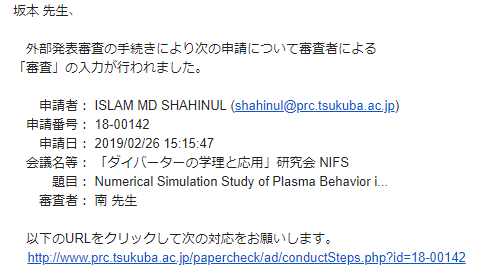 坂本 先生、
外部発表審査の手続きにより次の申請について審査者による
「審査」の入力が行われました。
申請者： ISLAM MD SHAHINUL (shahinul@prc.tsukuba.ac.jp)
申請番号： 18-00142
申請日： 2019/02/26 15:15:47
会議名等： 「ダイバーターの学理と応用」研究会 NIFS
題目： Numerical Simulation Study of Plasma Behavior i...
審査者： 南 先生
以下のURLをクリックして次の対応をお願いします。
http://www.prc.tsukuba.ac.jp/papercheck/ad/conductSteps.php?id=18-00142